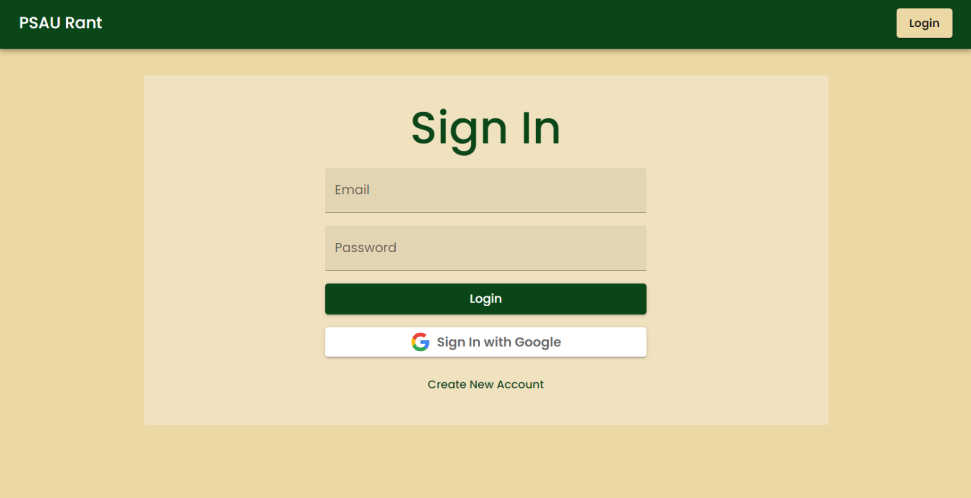 PSAU Rant
Login
Sign In
Email
Password
Login
Sign In with Google
Create New Account